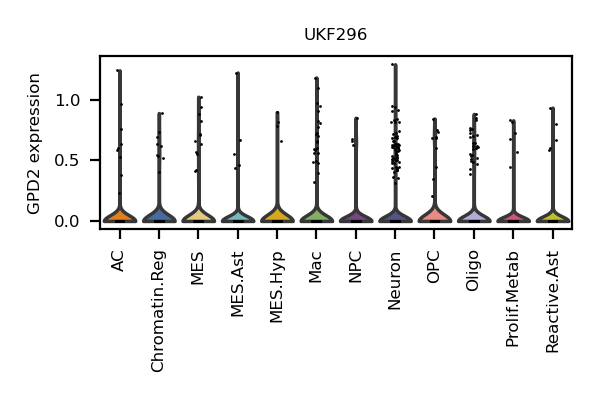 UKF296
GPD2 expression
1.0
0.5
0.0
AC
Chromatin.Reg
MES
MES.Ast
MES.Hyp
Mac
NPC
Neuron
OPC
Oligo
Prolif.Metab
Reactive.Ast